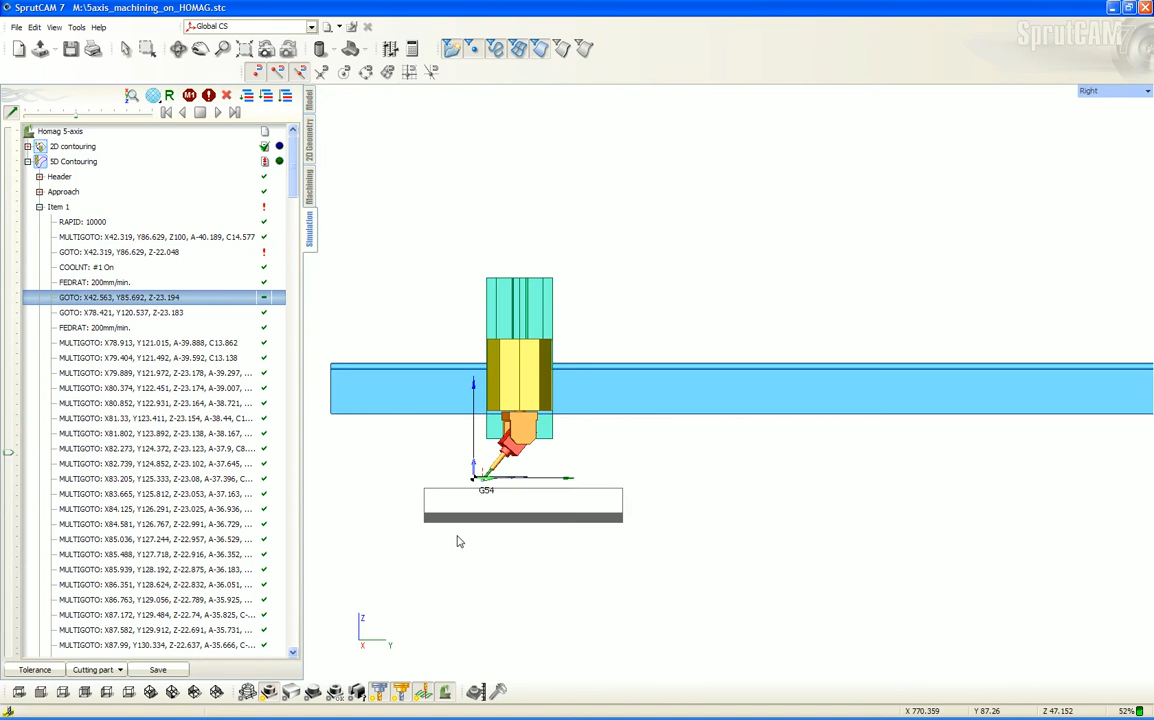 SprutCAM 7 M:\5axis_machining_on_HOMAG.stc
File Edit View Tools Help
Global CS
SprutCAM
R M1
Right
Homag 5-axis
2D contouring
5D Contouring
Header
Approach
Item 1
RAPID: 10000
MULTIGOTO: X42.319, Y86.629, Z100, A-40.189, C14.577
GOTO: X42.319, Y86.629, Z-22.048
COOLNT: #1 On
FEDRAT: 200mm/min.
GOTO: X42.563, Y85.692, Z-23.194
GOTO: X78.421, Y120.537, Z-23.183
FEDRAT: 200mm/min.
MULTIGOTO: X78.913, Y121.015, A-39.888, C13.862
MULTIGOTO: X79.404, Y121.492, A-39.592, C13.138
MULTIGOTO: X79.889, Y121.972, Z-23.178, A-39.297, ...
MULTIGOTO: X80.374, Y122.451, Z-23.174, A-39.007, ...
MULTIGOTO: X80.852, Y122.931, Z-23.164, A-38.721, ...
MULTIGOTO: X81.33, Y123.411, Z-23.154, A-38.44, C1...
MULTIGOTO: X81.802, Y123.892, Z-23.138, A-38.167, ...
MULTIGOTO: X82.273, Y124.372, Z-23.123, A-37.9, C8....
MULTIGOTO: X82.739, Y124.852, Z-23.102, A-37.645, ...
MULTIGOTO: X83.205, Y125.333, Z-23.08, A-37.396, C...
MULTIGOTO: X83.665, Y125.812, Z-23.053, A-37.163, ...
MULTIGOTO: X84.125, Y126.291, Z-23.025, A-36.936, ...
MULTIGOTO: X84.581, Y126.767, Z-22.991, A-36.729, ...
MULTIGOTO: X85.036, Y127.244, Z-22.957, A-36.529, ...
MULTIGOTO: X85.488, Y127.718, Z-22.916, A-36.352, ...
MULTIGOTO: X85.939, Y128.192, Z-22.875, A-36.183, ...
MULTIGOTO: X86.351, Y128.624, Z-22.832, A-36.051, ...
MULTIGOTO: X86.763, Y129.056, Z-22.789, A-35.925, ...
MULTIGOTO: X87.172, Y129.484, Z-22.74, A-35.825, C-...
MULTIGOTO: X87.582, Y129.912, Z-22.691, A-35.731, ...
MULTIGOTO: X87.99, Y130.334, Z-22.637, A-35.666, C-...
Model
2D Geometry
Machining
Simulation
G54
Z
X Y
Tolerance Cutting part Save
OK
X 770.359 Y 87.26 Z 47.152 52%